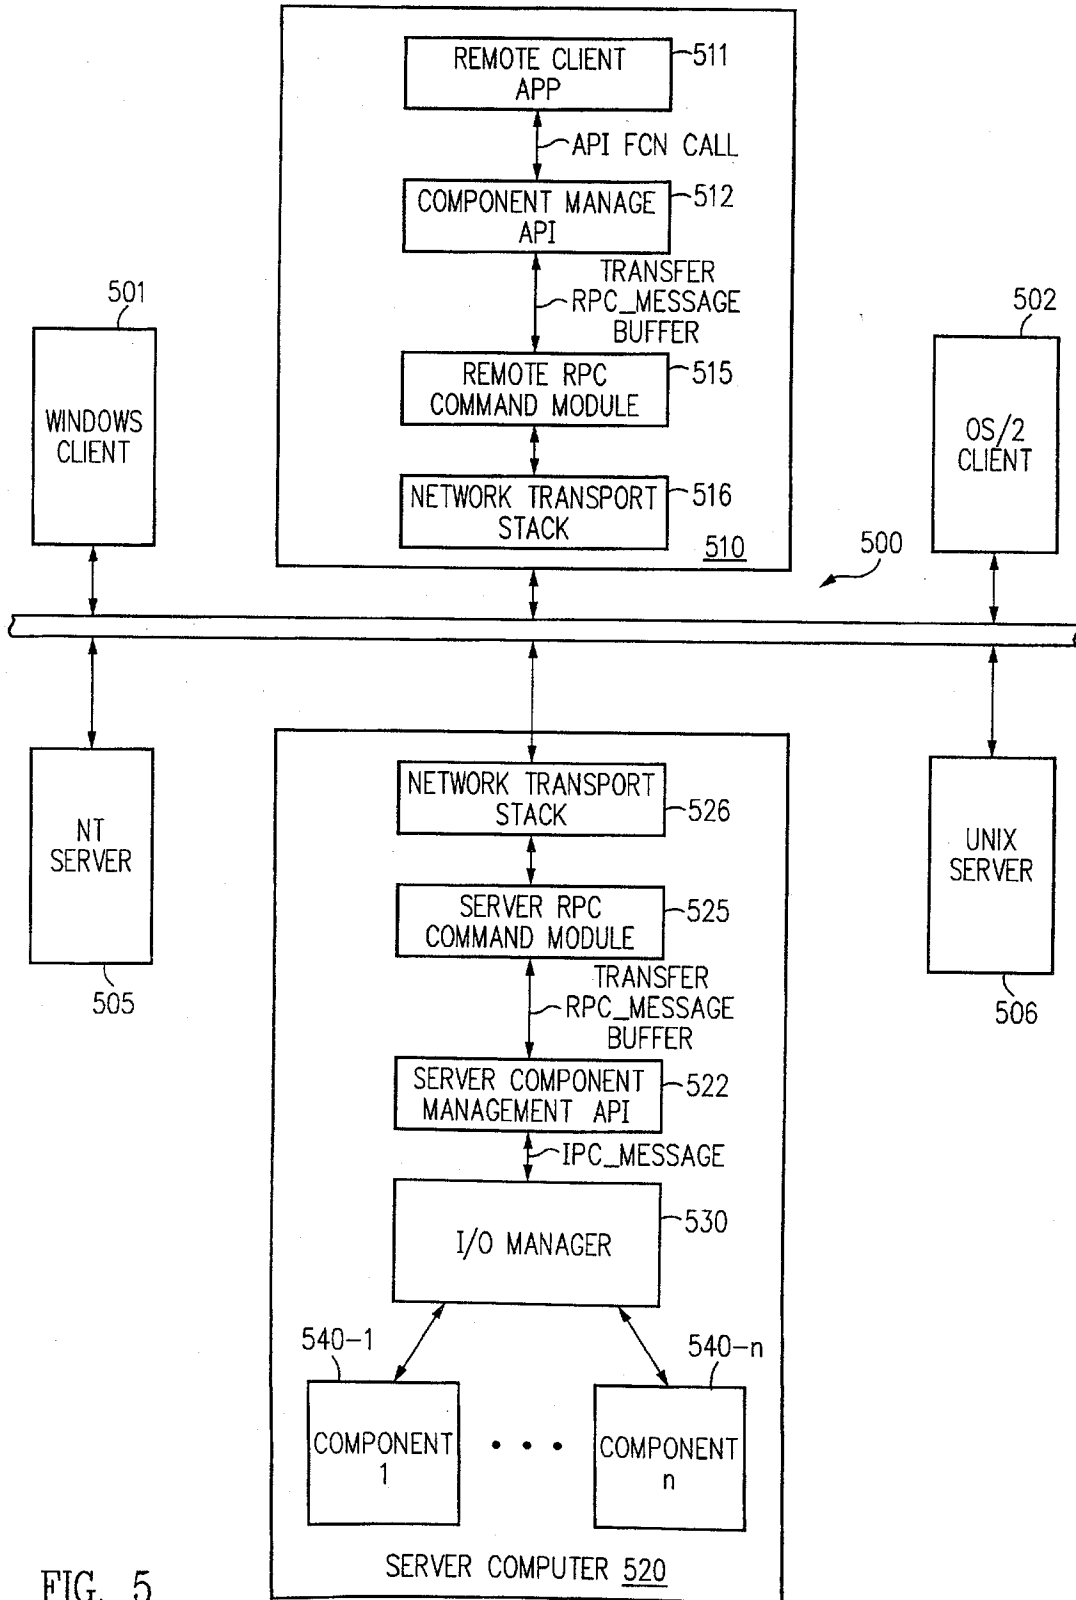 REMOTE CLIENT
APP
511
API FCN CALL
COMPONENT MANAGE
API
512
TRANSFER
RPC_MESSAGE
BUFFER
REMOTE RPC
COMMAND MODULE
515
NETWORK TRANSPORT
STACK
516
510
501
WINDOWS
CLIENT
502
OS/2
CLIENT
500
NT
SERVER
505
UNIX
SERVER
506
NETWORK TRANSPORT
STACK
526
SERVER RPC
COMMAND MODULE
525
TRANSFER
RPC_MESSAGE
BUFFER
SERVER COMPONENT
MANAGEMENT API
522
IPC_MESSAGE
I/O MANAGER
530
540-1
540-n
COMPONENT
1
COMPONENT
n
SERVER COMPUTER 520
FIG. 5